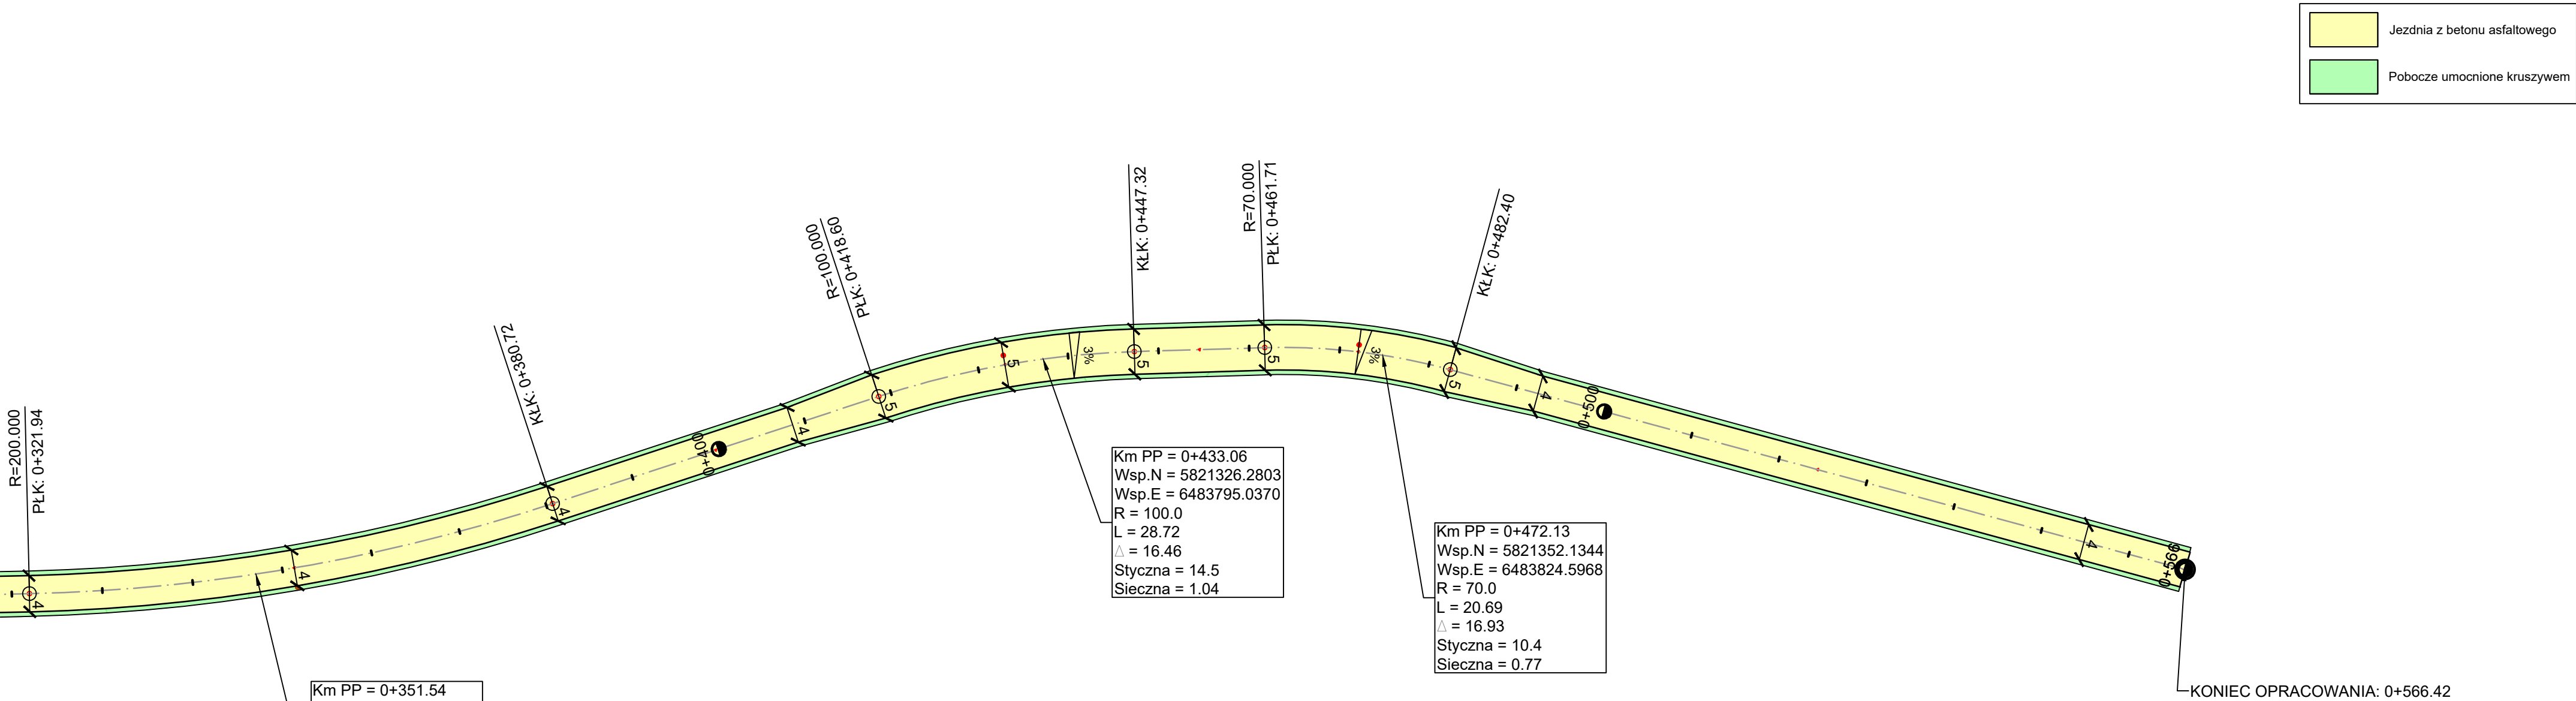 Jezdnia z betonu asfaltowego
Pobocze umocnione kruszywem
R=200.000
PŁK: 0+321.94
4
4
KŁK: 0+380.72
4
0+400
4
R=100.000
PŁK: 0+418.60
5
5
3%
KŁK: 0+447.32
5
R=70.000
PŁK: 0+461.71
5
3%
KŁK: 0+482.40
5
4
0+500
4
0+566
Km PP = 0+351.54
Km PP = 0+433.06
Wsp.N = 5821326.2803
Wsp.E = 6483795.0370
R = 100.0
L = 28.72
△ = 16.46
Styczna = 14.5
Sieczna = 1.04
Km PP = 0+472.13
Wsp.N = 5821352.1344
Wsp.E = 6483824.5968
R = 70.0
L = 20.69
△ = 16.93
Styczna = 10.4
Sieczna = 0.77
KONIEC OPRACOWANIA: 0+566.42